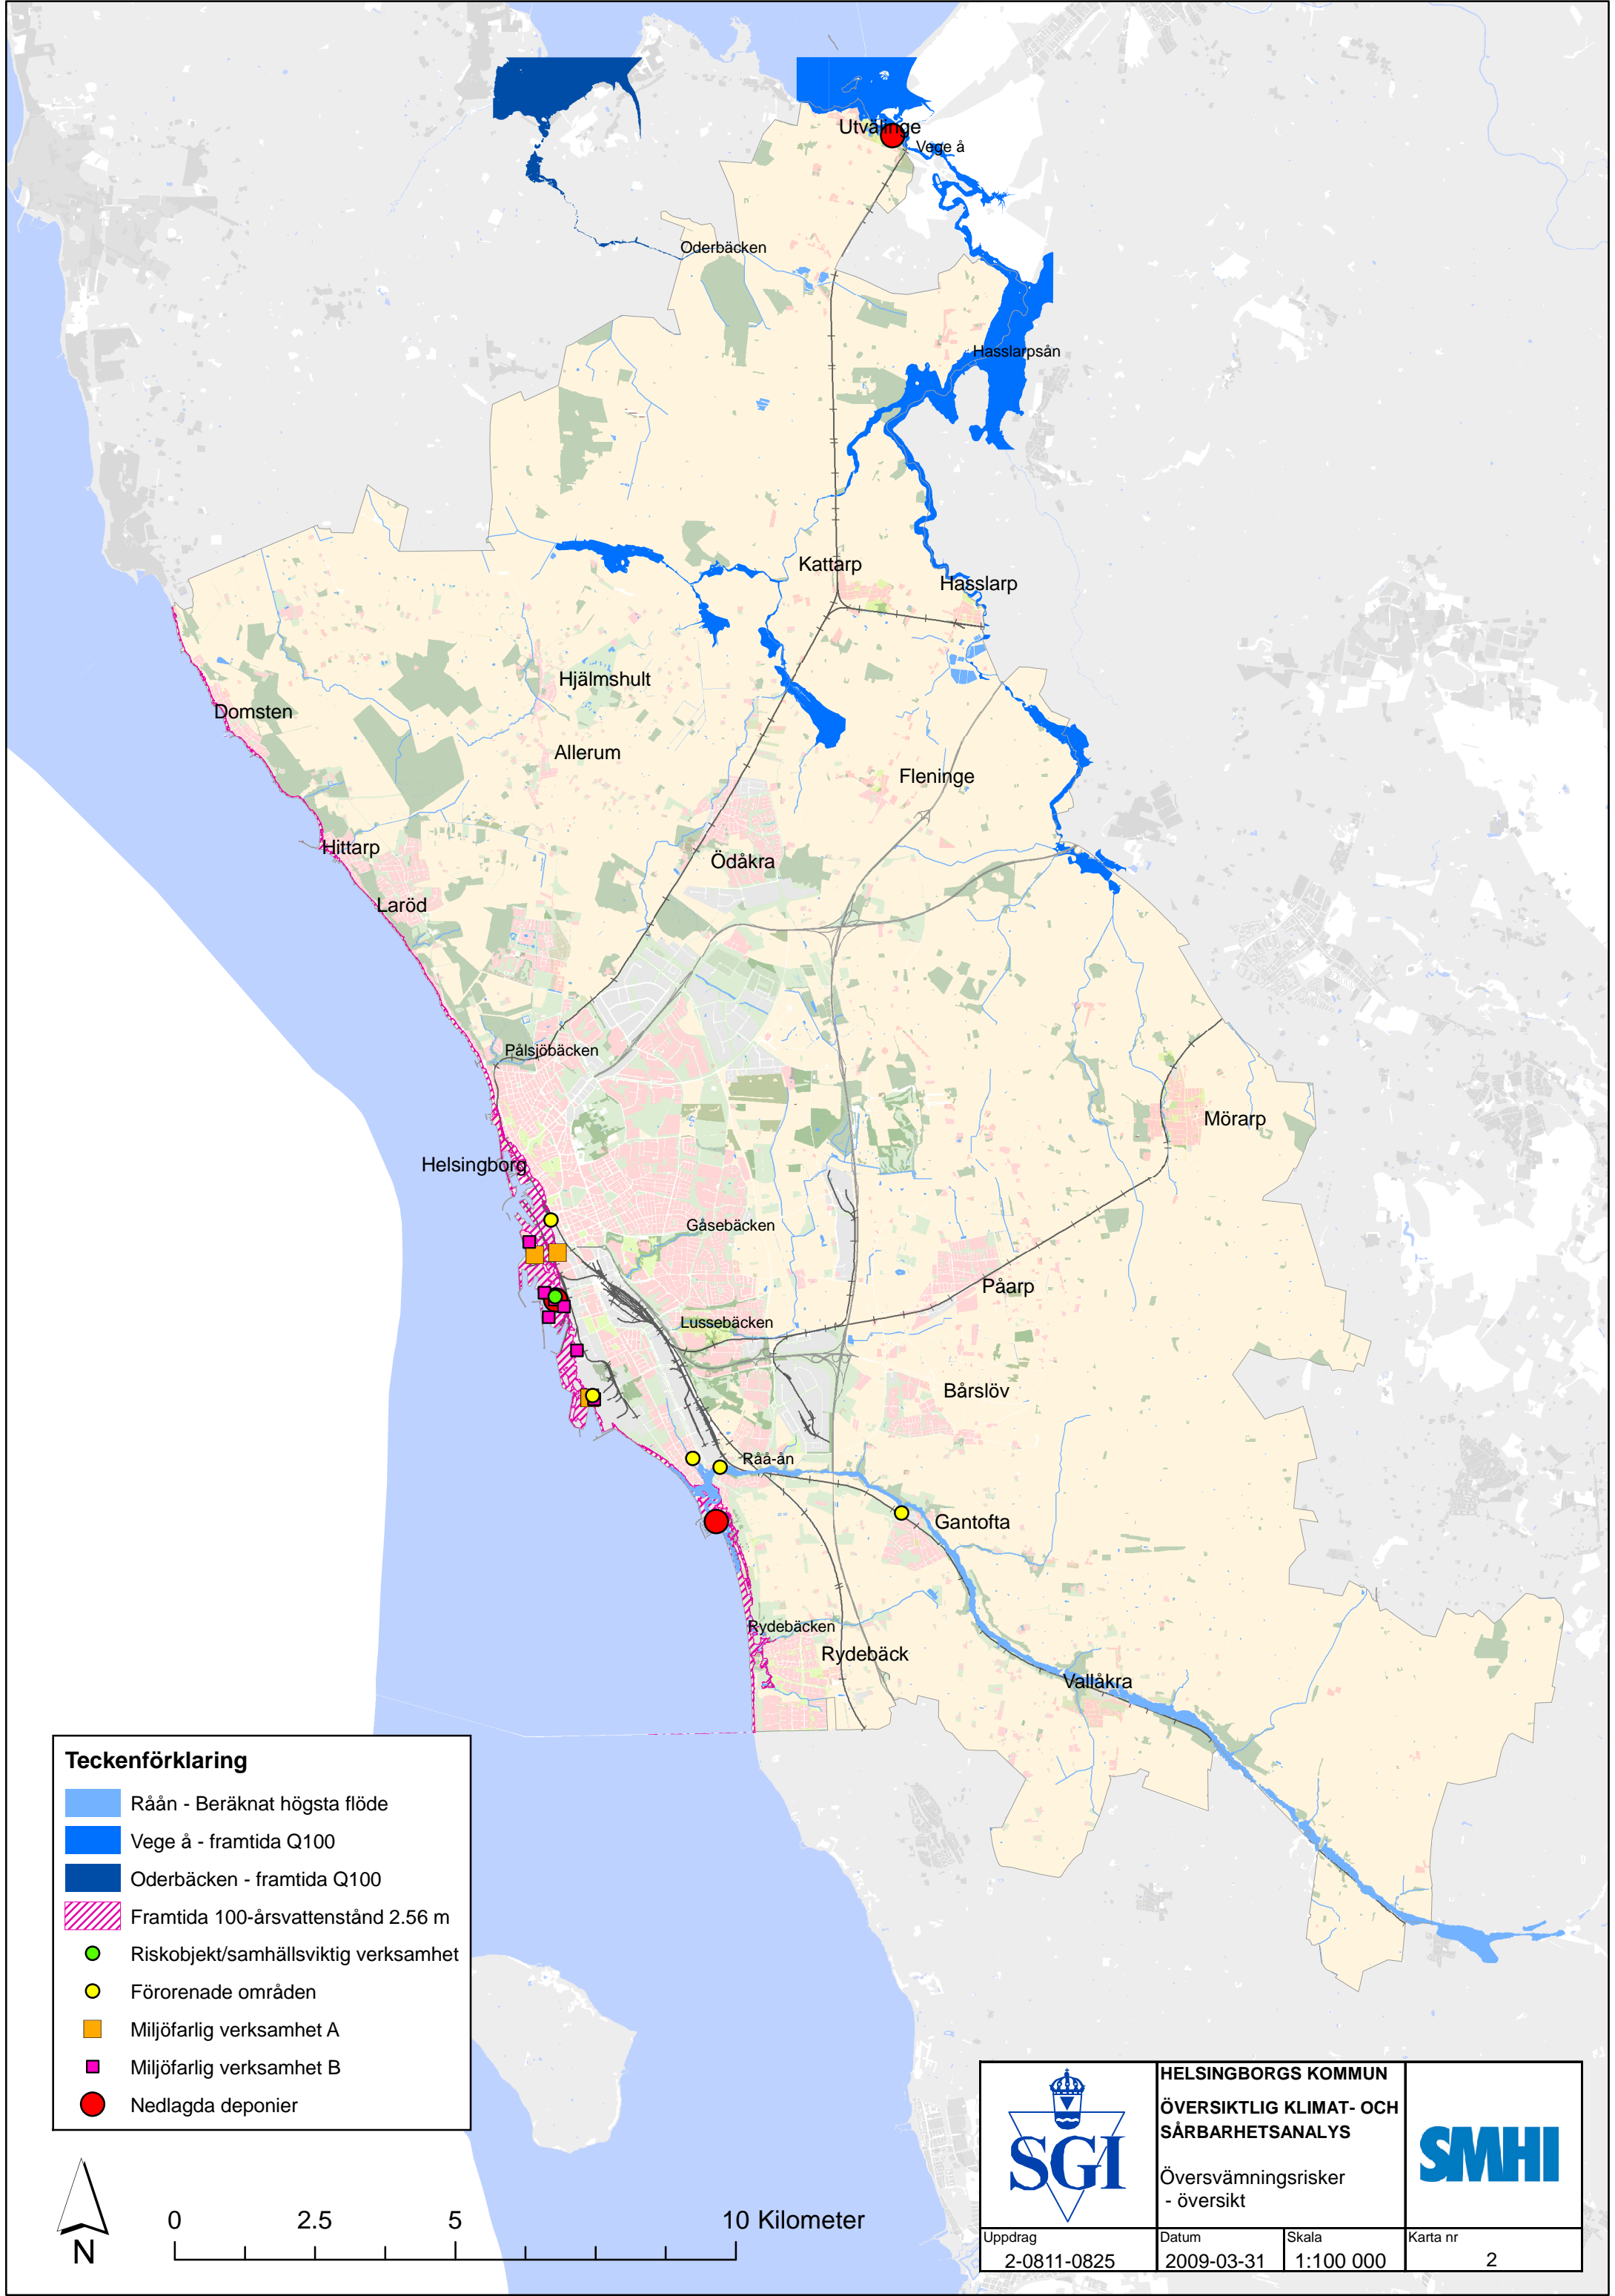 Utvälinge
Vege å
Oderbäcken
Hasslarpsån
Kattarp
Hasslarp
Hjälmshult
Domsten
Allerum
Fleninge
Hittarp
Ödåkra
Laröd
Pålsjöbäcken
Mörarp
Helsingborg
Gåsebäcken
Påarp
Lussebäcken
Bårslöv
Råå-ån
Gantofta
Rydebäcken
Rydebäck
Vallåkra
Teckenförklaring
Råån - Beräknat högsta flöde
Vege å - framtida Q100
Oderbäcken - framtida Q100
Framtida 100-årsvattenstånd 2.56 m
Riskobjekt/samhällsviktig verksamhet
Förorenade områden
Miljöfarlig verksamhet A
Miljöfarlig verksamhet B
Nedlagda deponier
N
0 2.5 5 10 Kilometer
SGI
HELSINGBORGS KOMMUN
ÖVERSIKTLIG KLIMAT- OCH
SÅRBARHETSANALYS
Översvämningsrisker
- översikt
SMHI
Uppdrag
2-0811-0825
Datum
2009-03-31
Skala
1:100 000
Karta nr
2